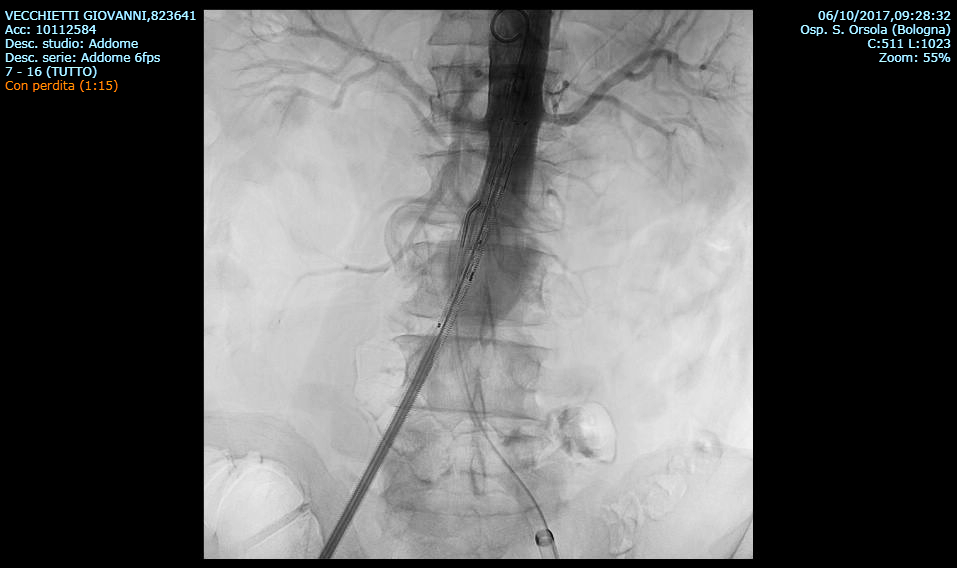 VECCHIETTI GIOVANNI,823641
Acc: 10112584
Desc. studio: Addome
Desc. serie: Addome 6fps
7 - 16 (TUTTO)
Con perdita (1:15)
06/10/2017,09:28:32
Osp. S. Orsola (Bologna)
C:511 L:1023
Zoom: 55%